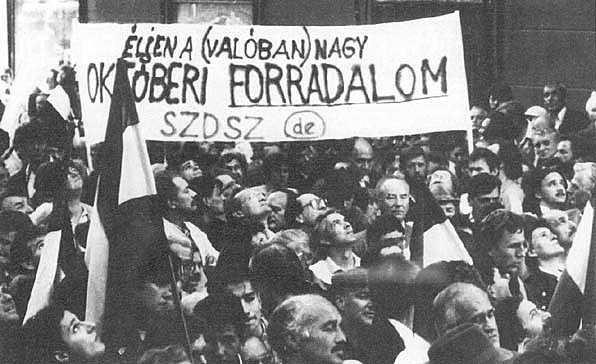 ÉLJEN A (VALÓBAN) NAGY
OKTÓBERI FORRADALOM
SZDSZ de